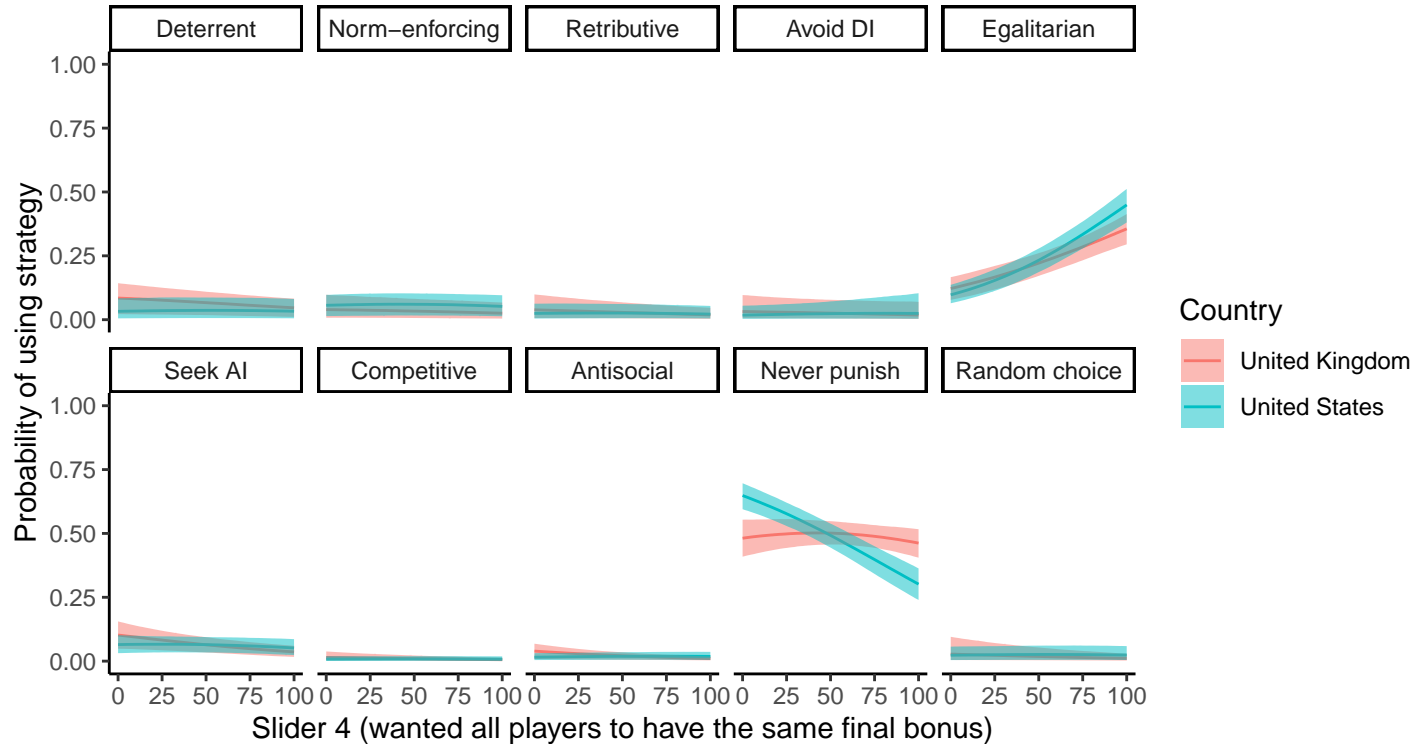 Deterrent Norm−enforcing Retributive Avoid DI Egalitarian
1.00
0.75
0.50
0.25
0.00
Seek AI Competitive Antisocial Never punish Random choice
1.00
0.75
0.50
0.25
0.00
0 25 50 75 100 0 25 50 75 100 0 25 50 75 100 0 25 50 75 100 0 25 50 75 100
Slider 4 (wanted all players to have the same final bonus)
Probability of using strategy
Country
United Kingdom
United States